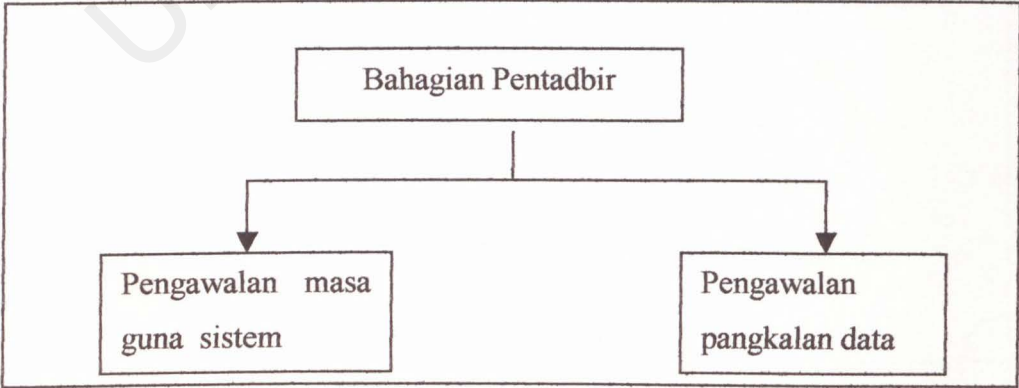 Bahagian Pentadbir
Pengawalan masa
guna sistem
Pengawalan
pangkalan data